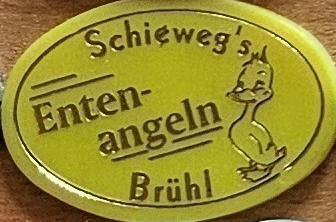 Schieweg's
Enten-
angeln
Brühl